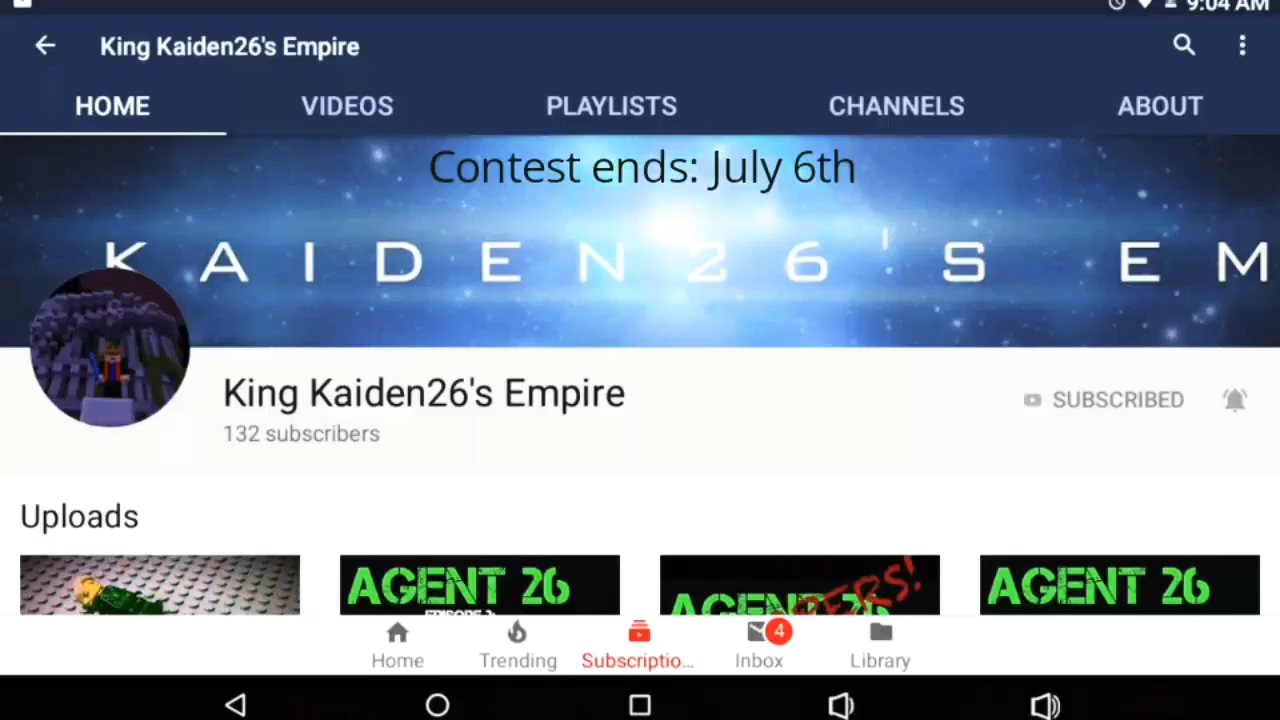 9:04 AM
King Kaiden26's Empire
HOME VIDEOS PLAYLISTS CHANNELS ABOUT
Contest ends: July 6th
KAIDEN26'S EM
King Kaiden26's Empire
SUBSCRIBED
132 subscribers
Uploads
AGENT 26
AGENT 26
AGENT 26
4
Home Trending Subscriptio... Inbox Library